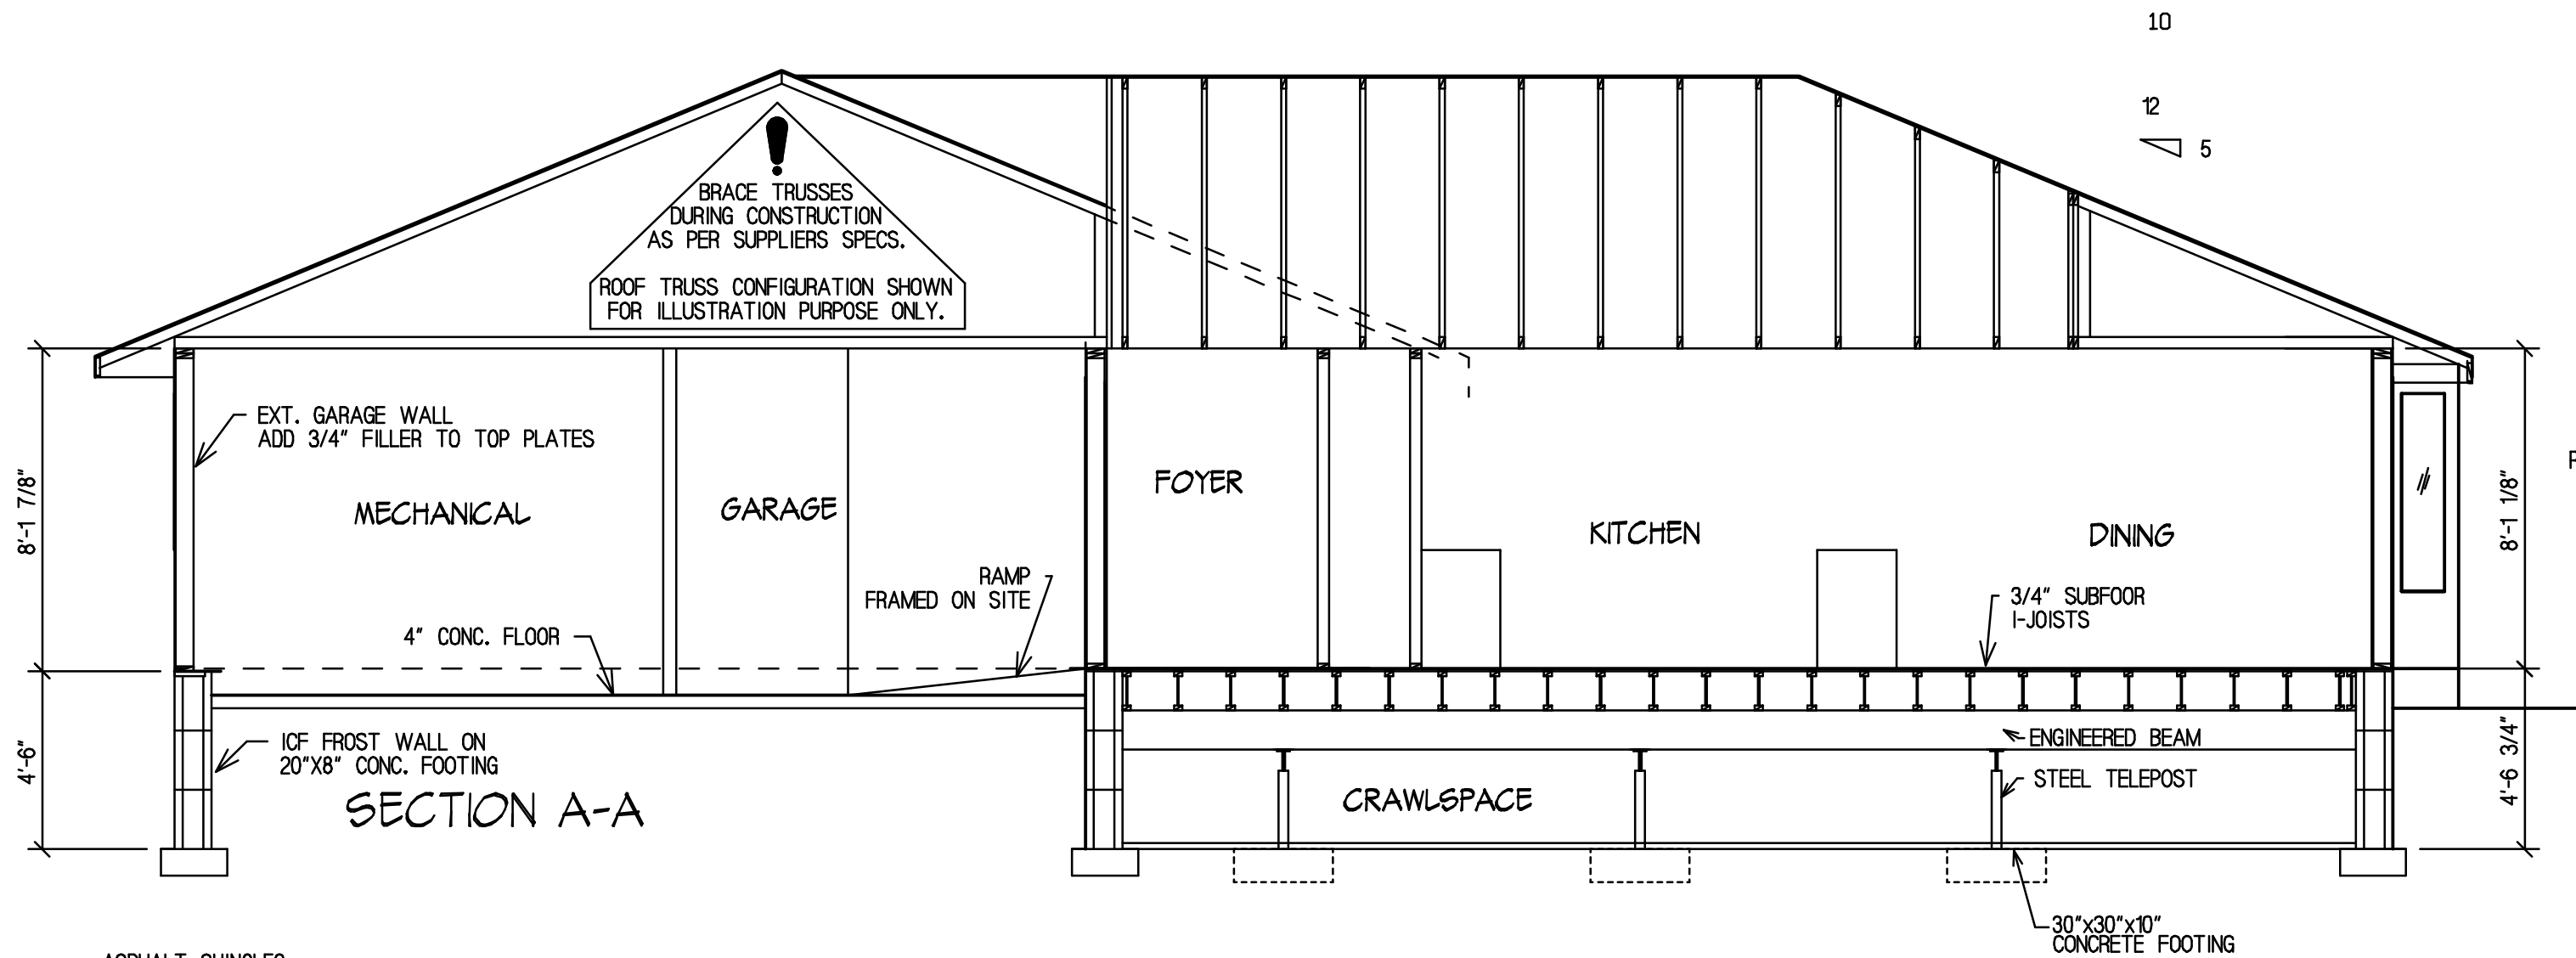 10
12
5
BRACE TRUSSES
DURING CONSTRUCTION
AS PER SUPPLIERS SPECS.
ROOF TRUSS CONFIGURATION SHOWN
FOR ILLUSTRATION PURPOSE ONLY.
EXT. GARAGE WALL
ADD 3/4" FILLER TO TOP PLATES
8'-1 7/8"
MECHANICAL
GARAGE
FOYER
KITCHEN
DINING
8'-1 1/8"
RAMP
FRAMED ON SITE
3/4" SUBFOOR
I-JOISTS
4" CONC. FLOOR
4'-6"
ICF FROST WALL ON
20"X8" CONC. FOOTING
SECTION A-A
ENGINEERED BEAM
STEEL TELEPOST
CRAWLSPACE
4'-6 3/4"
30"x30"x10"
CONCRETE FOOTING
ASPHALT SHINGLES